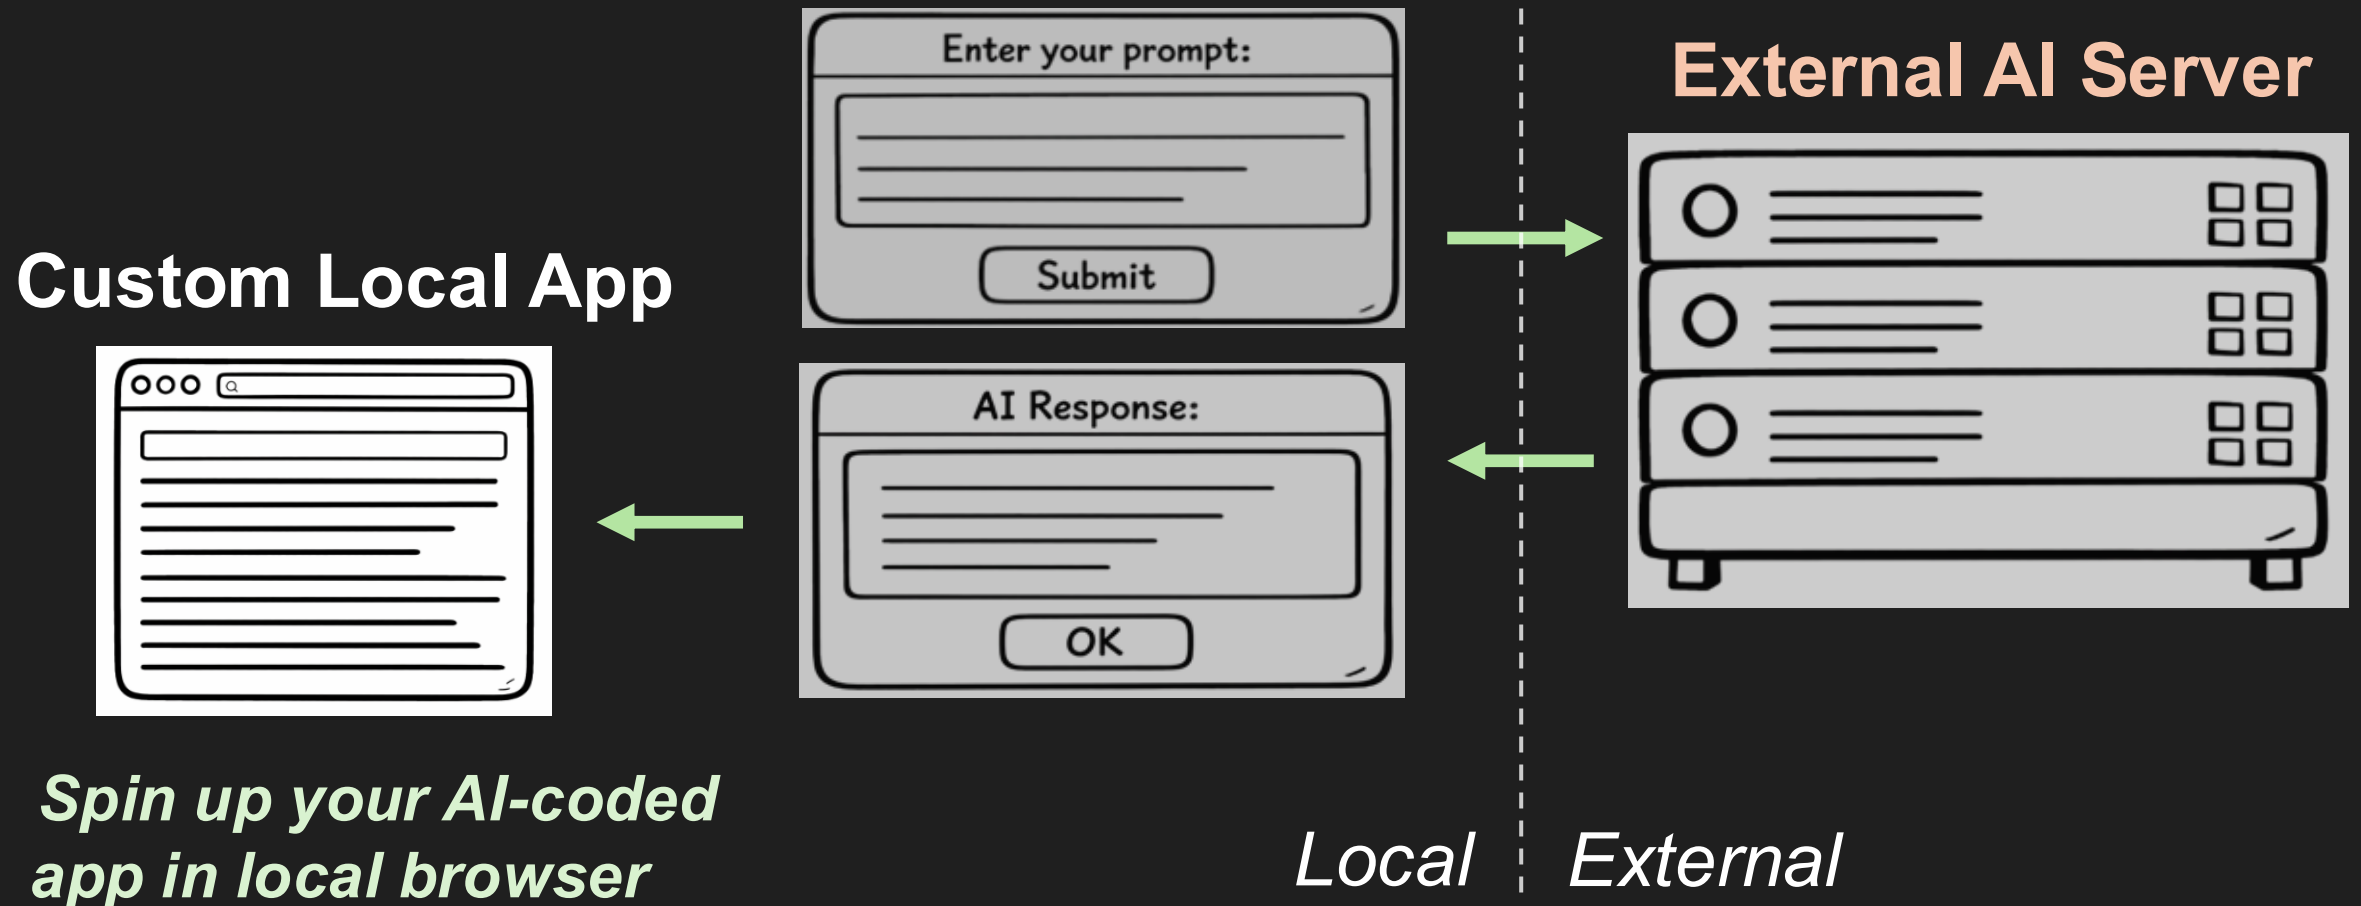 Enter your prompt:
Submit
External AI Server
Custom Local App
AI Response:
OK
Spin up your AI-coded
app in local browser
Local
External